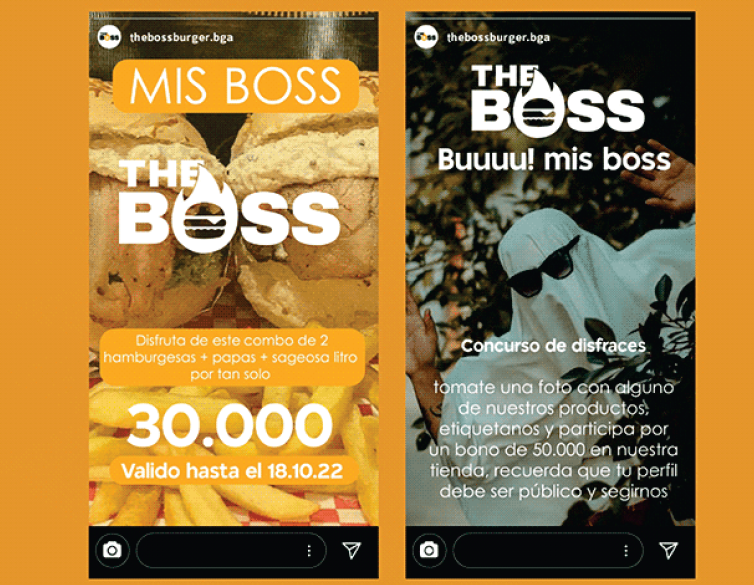 BOSS
thebossburger.bga
MIS BOSS
THE
BOSS
Disfruta de este combo de 2
hamburgesas + papas + sageosa litro
por tan solo
30.000
Valido hasta el 18.10.22
BOSS
thebossburger.bga
THE
BOSS
Buuuu! mis boss
Concurso de disfraces
tomate una foto con alguno
de nuestros productos,
etiquetanos y participa por
un bono de 50.000 en nuestra
tienda, recuerda que tu perfil
debe ser público y segirnos